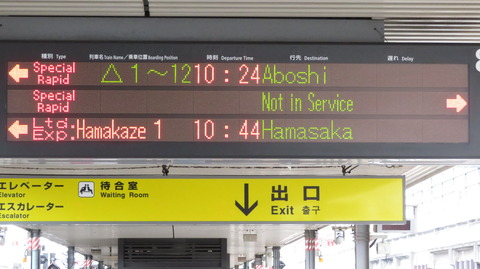 種別 Type 列車名 Train Name / 乗車位置 Boarding Position 時刻 Departure Time 行先 Destination 遅れ Delay
Special Rapid △ 1～12 10:24 Aboshi
Special Rapid Not in Service
Ltd Exp: Hamakaze 1 10:44 Hamasaka
エレベーター
Elevator
エスカレーター
Escalator
待合室
Waiting Room
出口
Exit 출구